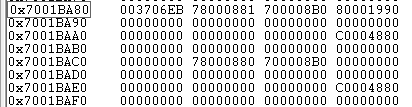 0x7001BA80 003706EB 78000881 700008B0 80001990
0x7001BA90 00000000 00000000 00000000 00000000
0x7001BAA0 00000000 00000000 00000000 C0004880
0x7001BAB0 00000000 00000000 00000000 00000000
0x7001BAC0 00000000 78000880 700008B0 00000000
0x7001BAD0 00000000 00000000 00000000 00000000
0x7001BAE0 00000000 00000000 00000000 C0004880
0x7001BAF0 00000000 00000000 00000000 00000000